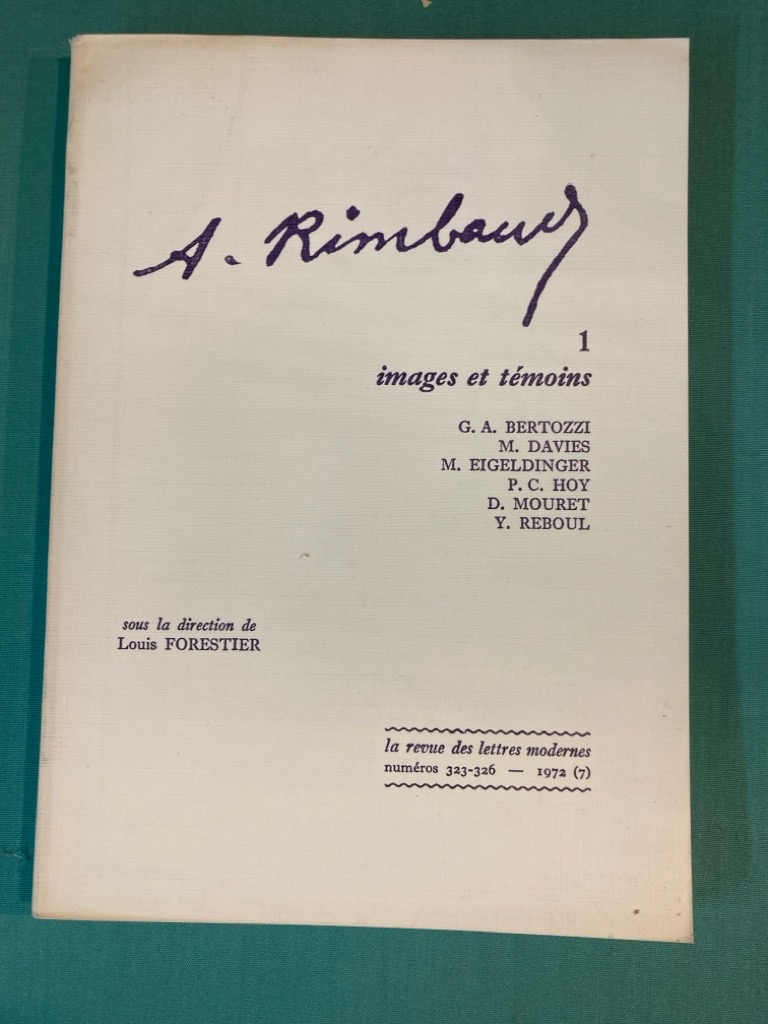 A. Rimbaud
1
images et témoins
G. A. BERTOZZI
M. DAVIES
M. EIGELDINGER
P. C. HOY
D. MOURET
Y. REBOUL
sous la direction de
Louis FORESTIER
la revue des lettres modernes
numéros 323-326 — 1972 (7)